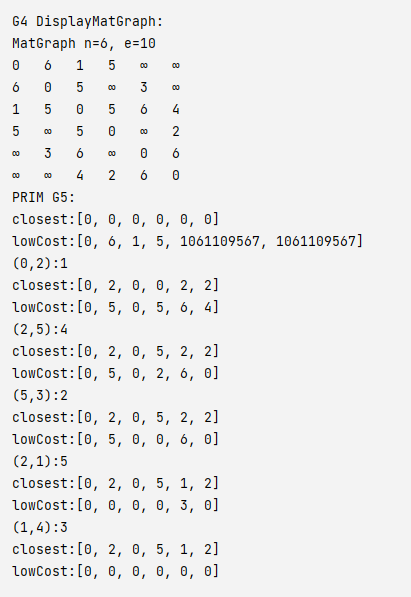 G4 DisplayMatGraph:
MatGraph n=6, e=10
0   6   1   5   ∞   ∞
6   0   5   ∞   3   ∞
1   5   0   5   6   4
5   ∞   5   0   ∞   2
∞   3   6   ∞   0   6
∞   ∞   4   2   6   0
PRIM G5:
closest:[0, 0, 0, 0, 0, 0]
lowCost:[0, 6, 1, 5, 1061109567, 1061109567]
(0,2):1
closest:[0, 2, 0, 0, 2, 2]
lowCost:[0, 5, 0, 5, 6, 4]
(2,5):4
closest:[0, 2, 0, 5, 2, 2]
lowCost:[0, 5, 0, 2, 6, 0]
(5,3):2
closest:[0, 2, 0, 5, 2, 2]
lowCost:[0, 5, 0, 0, 6, 0]
(2,1):5
closest:[0, 2, 0, 5, 1, 2]
lowCost:[0, 0, 0, 0, 3, 0]
(1,4):3
closest:[0, 2, 0, 5, 1, 2]
lowCost:[0, 0, 0, 0, 0, 0]